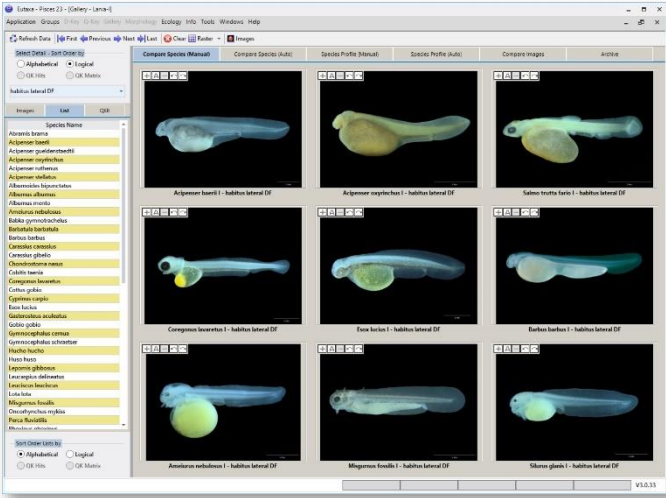 Eutaxa - Pisces 23 - [Gallery - Larva-I]
Application Groups D-Key Q-Key Gallery Morphology Ecology Info Tools Windows Help
Refresh Data First Previous Next Last Clear Raster Images
Select Detail - Sort Order by
Alphabetical Logical
QK Hits QK Matrix
habitus lateral DF
Images List QSR
Species Name
Abramis brama
Acipenser baerii
Acipenser gueldenstaedtii
Acipenser oxyrinchus
Acipenser ruthenus
Acipenser stellatus
Alburnoides bipunctatus
Alburnus alburnus
Alburnus mento
Ameiurus nebulosus
Babka gymnotrachelus
Barbatula barbatula
Barbus barbus
Carassius carassius
Carassius gibelio
Chondrostoma nasus
Cobitis taenia
Coregonus lavaretus
Cottus gobio
Cyprinus carpio
Esox lucius
Gasterosteus aculeatus
Gobio gobio
Gymnocephalus cernua
Gymnocephalus schraetser
Hucho hucho
Huso huso
Lepomis gibbosus
Leucaspius delineatus
Leuciscus leuciscus
Lota lota
Misgurnus fossilis
Oncorhynchus mykiss
Perca fluviatilis
Sort Order Lists by
Alphabetical Logical
QK Hits QK Matrix
Compare Species (Manual) Compare Species (Auto) Species Profile (Manual) Species Profile (Auto) Compare Images Archive
Acipenser baerii I - habitus lateral DF
Acipenser oxyrinchus I - habitus lateral DF
Salmo trutta fario I - habitus lateral DF
Coregonus lavaretus I - habitus lateral DF
Esox lucius I - habitus lateral DF
Barbus barbus I - habitus lateral DF
Ameiurus nebulosus I - habitus lateral DF
Misgurnus fossilis I - habitus lateral DF
Silurus glanis I - habitus lateral DF
V3.0.33